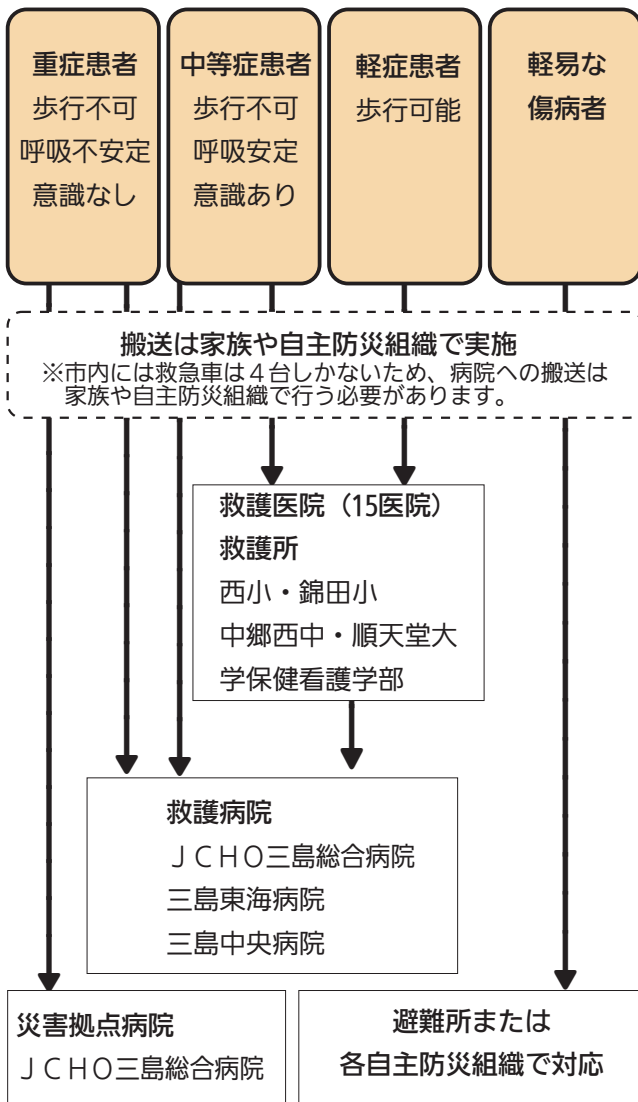 重症患者
歩行不可
呼吸不安定
意識なし
中等症患者
歩行不可
呼吸安定
意識あり
軽症患者
歩行可能
軽易な
傷病者
搬送は家族や自主防災組織で実施
※市内には救急車は４台しかないため、病院への搬送は
家族や自主防災組織で行う必要があります。
救護医院（15医院）
救護所
西小・錦田小
中郷西中・順天堂大
学保健看護学部
救護病院
ＪＣＨＯ三島総合病院
三島東海病院
三島中央病院
災害拠点病院
ＪＣＨＯ三島総合病院
避難所または
各自主防災組織で対応